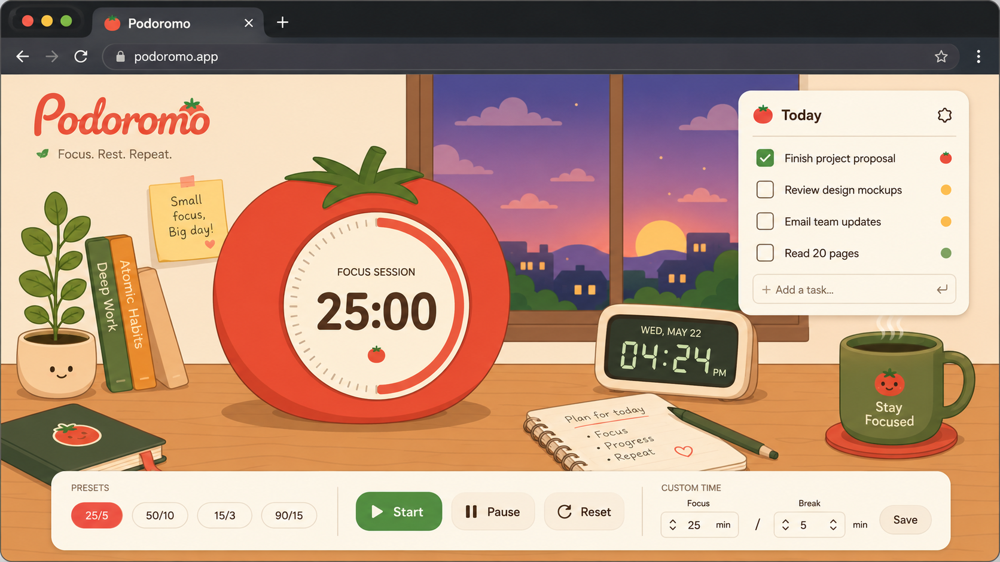 Podoromo
podoromo.app
Podoromo
Focus. Rest. Repeat.
Small
focus,
Big day!
Deep Work
Atomic Habits
FOCUS SESSION
25:00
Today
Finish project proposal
Review design mockups
Email team updates
Read 20 pages
+ Add a task...
WED, MAY 22
04:24 PM
Plan for today
• Focus
• Progress
• Repeat
Stay
Focused
PRESETS
25/5 50/10 15/3 90/15
Start Pause Reset
CUSTOM TIME
Focus Break
25 min / 5 min
Save